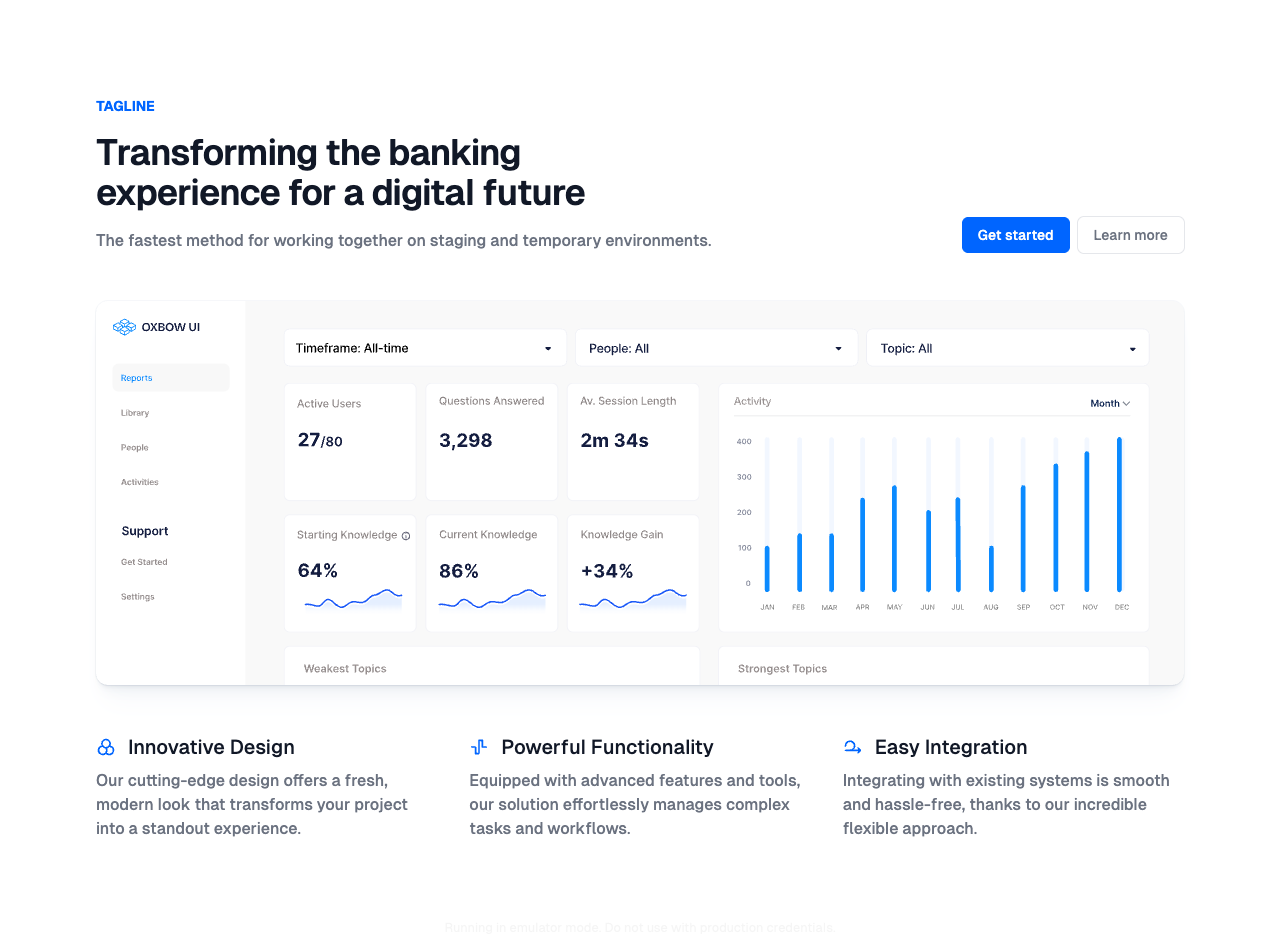 TAGLINE
Transforming the banking
experience for a digital future
The fastest method for working together on staging and temporary environments.
Get started
Learn more
OXBOW UI
Reports
Library
People
Activities
Support
Get Started
Settings
Timeframe: All-time
People: All
Topic: All
Active Users
27/80
Questions Answered
3,298
Av. Session Length
2m 34s
Starting Knowledge
64%
Current Knowledge
86%
Knowledge Gain
+34%
Activity
Month
400
300
200
100
0
JAN FEB MAR APR MAY JUN JUL AUG SEP OCT NOV DEC
Weakest Topics
Strongest Topics
Innovative Design
Our cutting-edge design offers a fresh,
modern look that transforms your project
into a standout experience.
Powerful Functionality
Equipped with advanced features and tools,
our solution effortlessly manages complex
tasks and workflows.
Easy Integration
Integrating with existing systems is smooth
and hassle-free, thanks to our incredible
flexible approach.
Running in emulator mode. Do not use with production credentials.